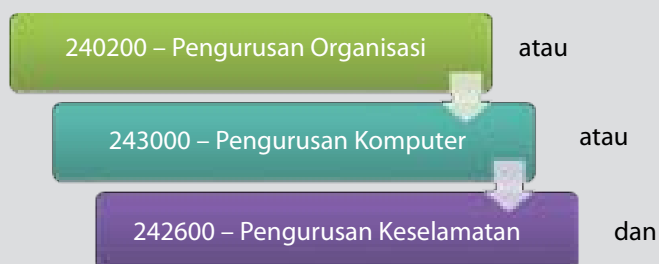 240200 – Pengurusan Organisasi atau
243000 – Pengurusan Komputer atau
242600 – Pengurusan Keselamatan dan